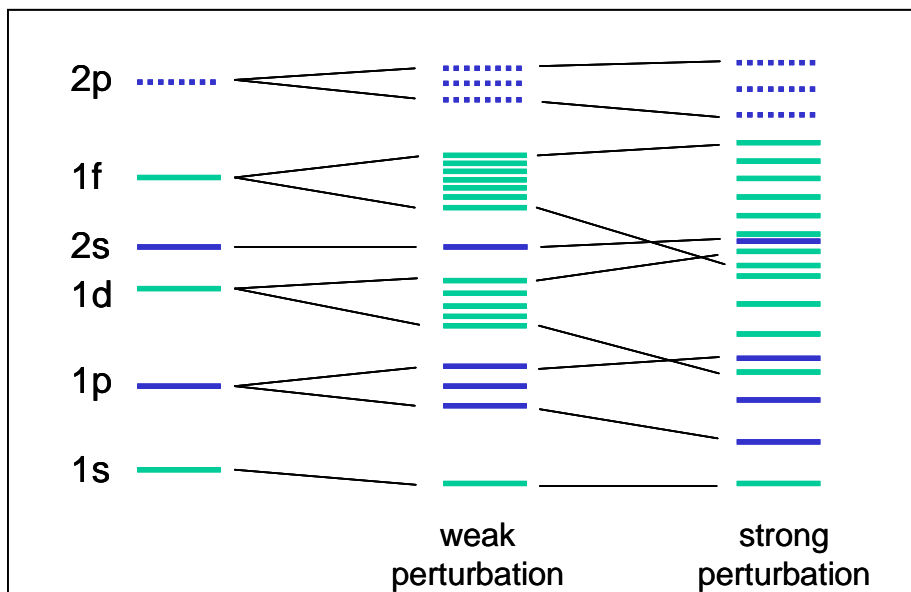 2p
1f
2s
1d
1p
1s
weak
perturbation
strong
perturbation